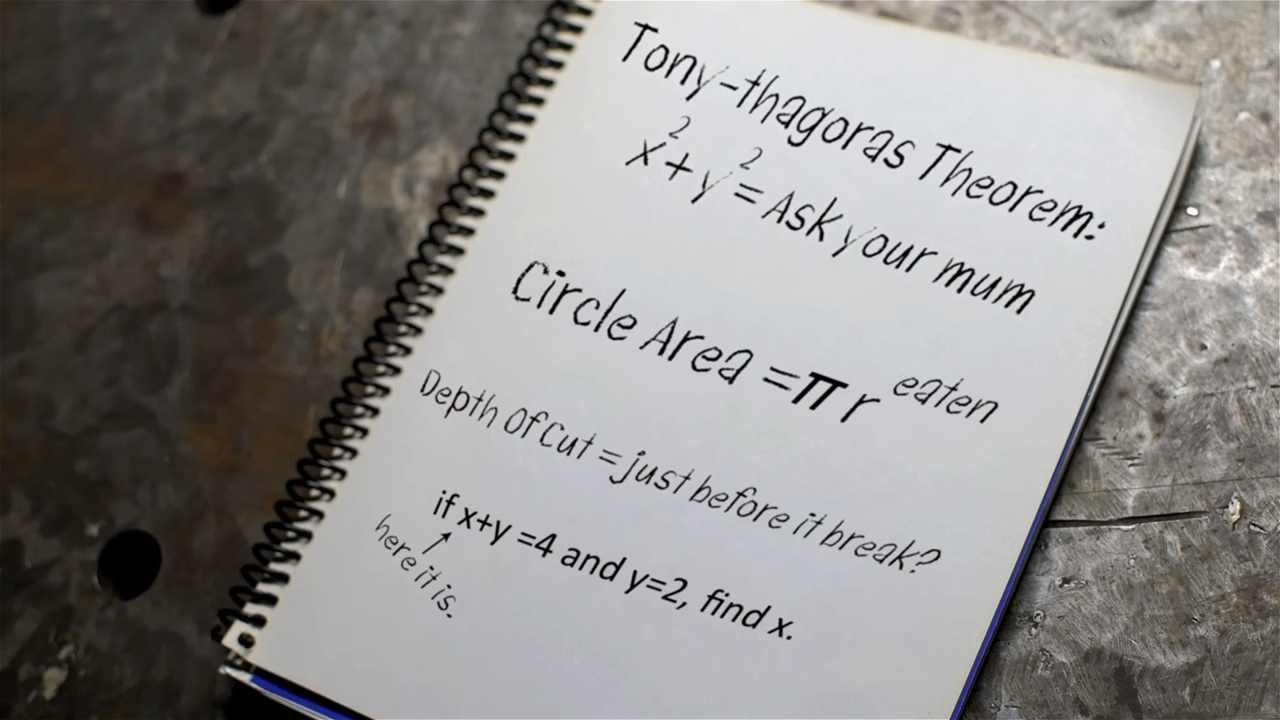 Tony-thagoras Theorem:
x²+y²= Ask your mum
Circle Area =π r ᵉᵃᵗᵉⁿ
Depth of cut = just before it break?
if x+y =4 and y=2, find x.
here it is.